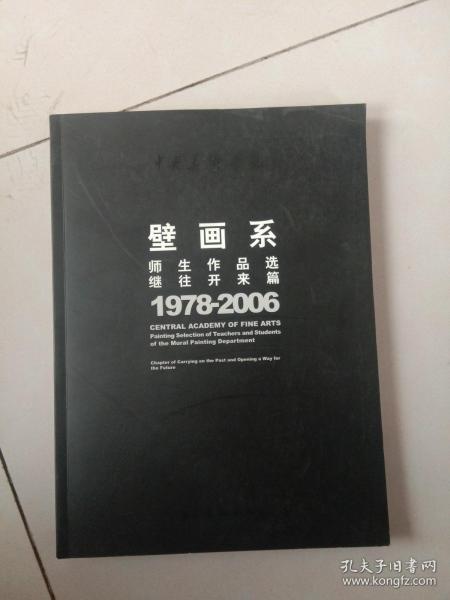 中央美术学院
壁画系
师生作品选
继往开来篇
1978-2006
CENTRAL ACADEMY OF FINE ARTS
Painting Selection of Teachers and Students
of the Mural Painting Department
Chapter of Carrying on the Past and Opening a Way for
the Future
孔夫子旧书网
www.kongfz.com